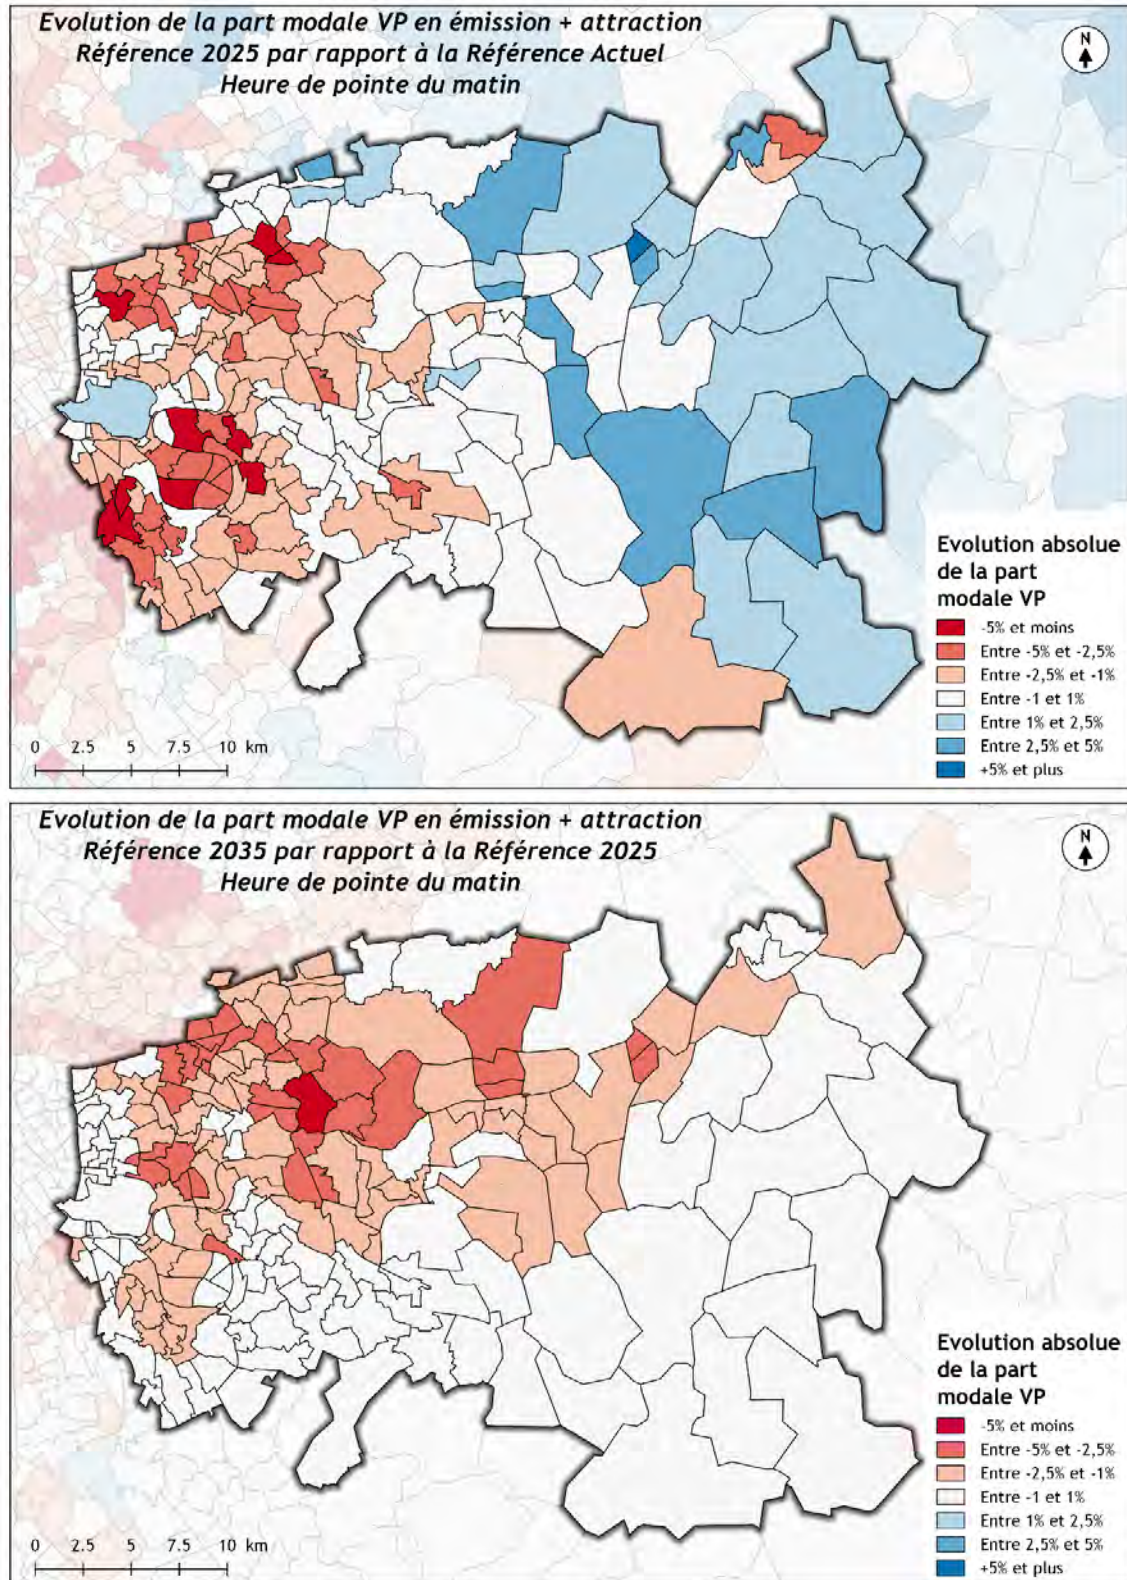 Evolution de la part modale VP en émission + attraction
Référence 2025 par rapport à la Référence Actuel
Heure de pointe du matin
N
Evolution absolue
de la part
modale VP
-5% et moins
Entre -5% et -2,5%
Entre -2,5% et -1%
Entre -1 et 1%
Entre 1% et 2,5%
Entre 2,5% et 5%
+5% et plus
0 2.5 5 7.5 10 km
Evolution de la part modale VP en émission + attraction
Référence 2035 par rapport à la Référence 2025
Heure de pointe du matin
N
Evolution absolue
de la part
modale VP
-5% et moins
Entre -5% et -2,5%
Entre -2,5% et -1%
Entre -1 et 1%
Entre 1% et 2,5%
Entre 2,5% et 5%
+5% et plus
0 2.5 5 7.5 10 km